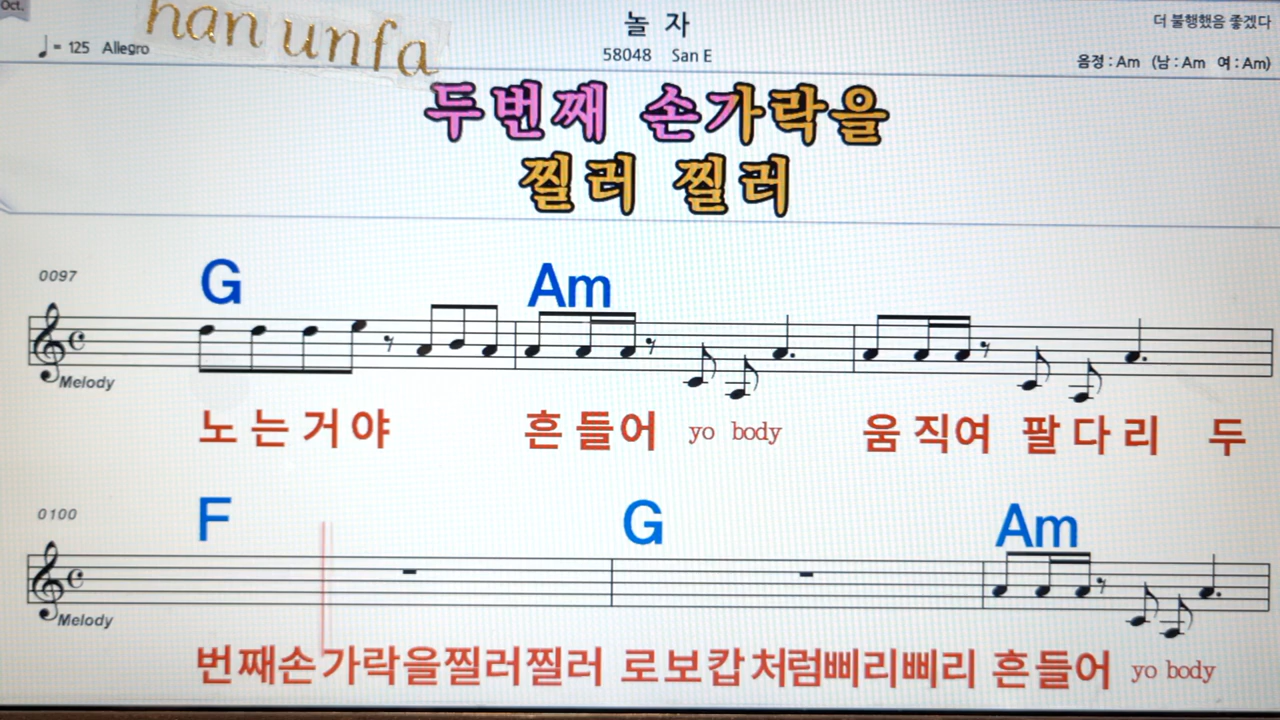 Oct.
han unfa
놀 자
더 불행했음 좋겠다
♩= 125 Allegro
58048 San E
음정 : Am (남 : Am 여 : Am)
두번째 손가락을
찔러 찔러
0097
G Am
Melody
노 는 거 야 흔 들어 yo body 움 직여 팔 다 리 두
0100
F G Am
Melody
번째손가락을찔러찔러 로보캅처럼삐리삐리 흔들어 yo body